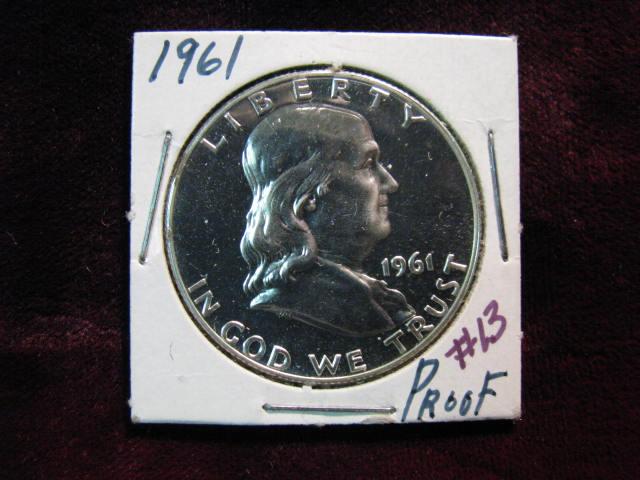 1961
LIBERTY
1961
IN GOD WE TRUST
#13
PROOF